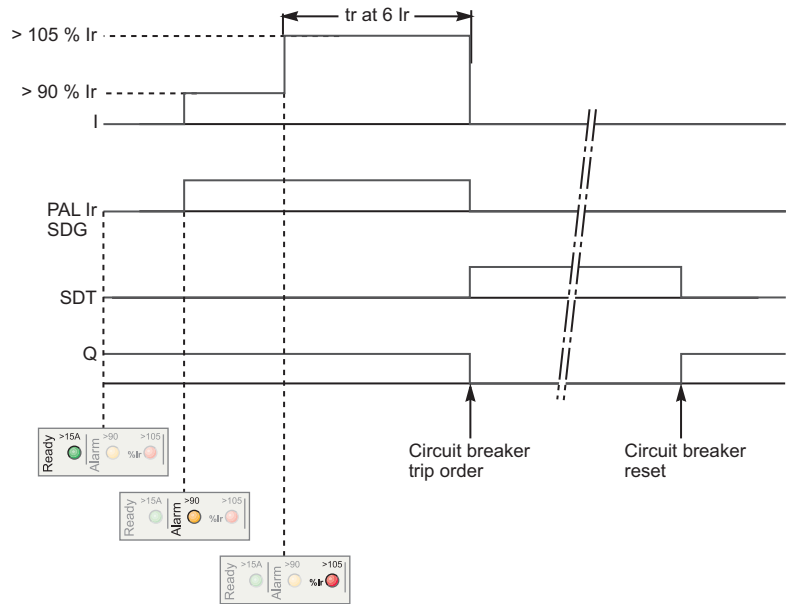 tr at 6 Ir
> 105 % Ir
> 90 % Ir
I
PAL Ir
SDG
SDT
Q
Circuit breaker
trip order
Circuit breaker
reset
Ready >15A Alarm >90 %Ir >105
Ready >15A Alarm >90 %Ir >105
Ready >15A Alarm >90 %Ir >105